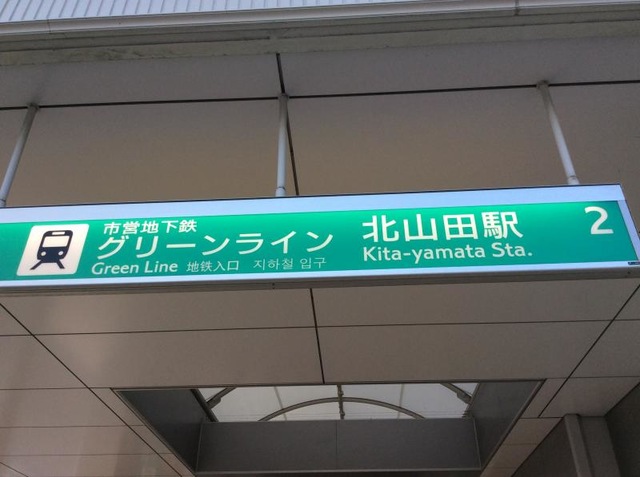 市営地下鉄
グリーンライン
Green Line 地铁入口 지하철 입구
北山田駅
Kita-yamata Sta.
2